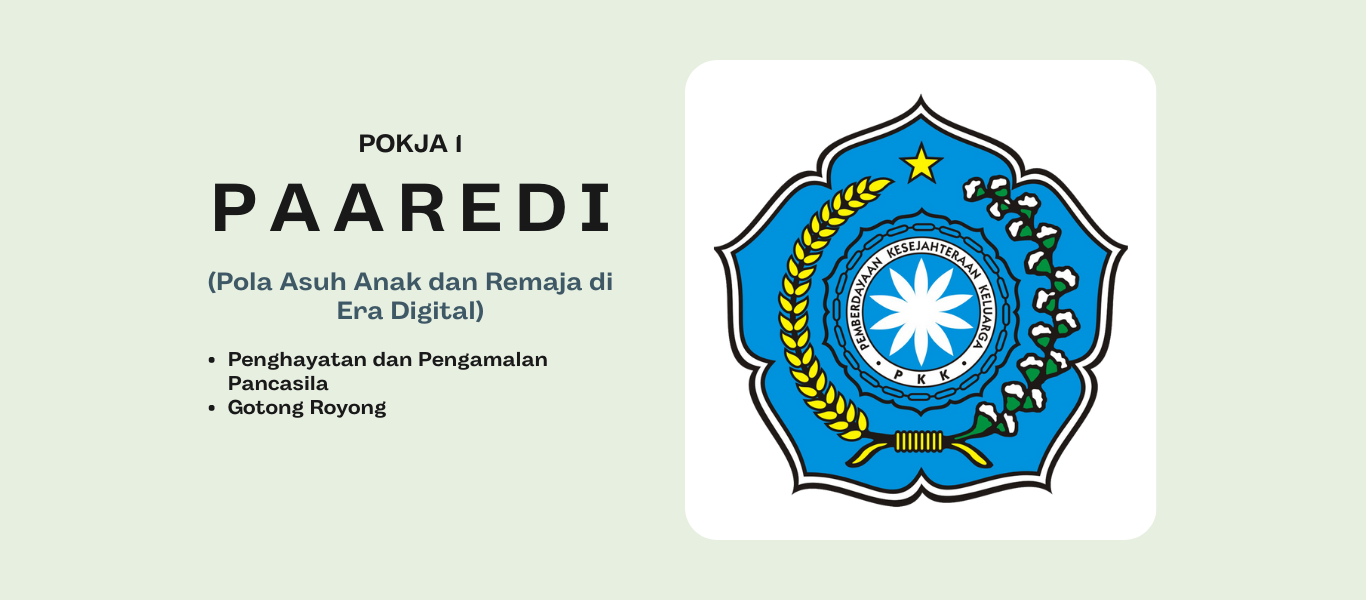 POKJA 1
PAAREDI
(Pola Asuh Anak dan Remaja di
Era Digital)
• Penghayatan dan Pengamalan
Pancasila
• Gotong Royong
PEMBERDAYAAN KESEJAHTERAAN KELUARGA
• PKK •